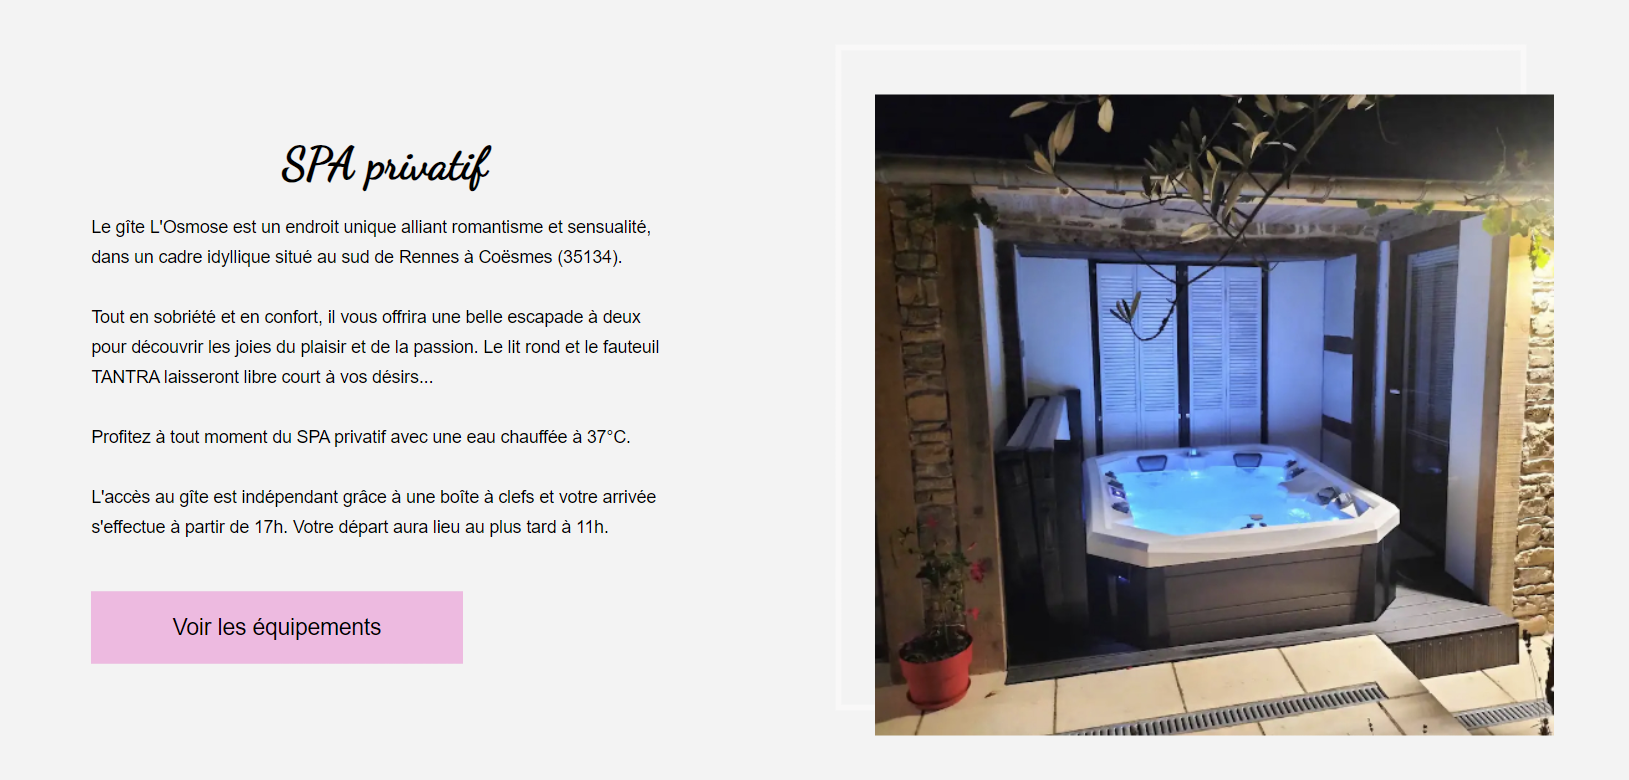 SPA privatif
Le gîte L'Osmose est un endroit unique alliant romantisme et sensualité,
dans un cadre idyllique situé au sud de Rennes à Coësmes (35134).
Tout en sobriété et en confort, il vous offrira une belle escapade à deux
pour découvrir les joies du plaisir et de la passion. Le lit rond et le fauteuil
TANTRA laisseront libre court à vos désirs...
Profitez à tout moment du SPA privatif avec une eau chauffée à 37°C.
L'accès au gîte est indépendant grâce à une boîte à clefs et votre arrivée
s'effectue à partir de 17h. Votre départ aura lieu au plus tard à 11h.
Voir les équipements